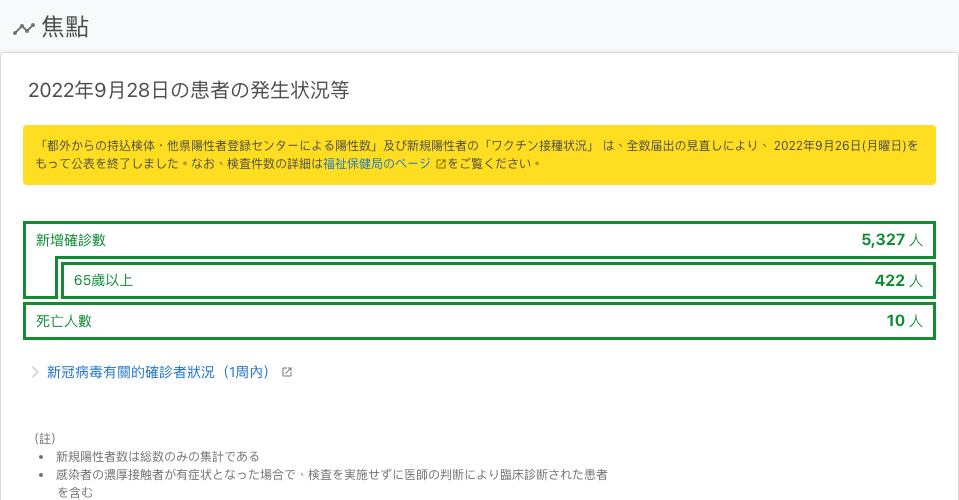 焦點
2022年9月28日の患者の発生状況等
「都外からの持込検体・他県陽性者登録センターによる陽性数」及び新規陽性者の「ワクチン接種状況」 は、全数届出の見直しにより、 2022年9月26日(月曜日)を
もって公表を終了しました。なお、検査件数の詳細は福祉保健局のページ をご覧ください。
新增確診數 5,327 人
65歲以上 422 人
死亡人數 10 人
新冠病毒有關的確診者狀況（1周內）
（註）
• 新規陽性者数は総数のみの集計である
• 感染者の濃厚接触者が有症状となった場合で、検査を実施せずに医師の判断により臨床診断された患者
を含む